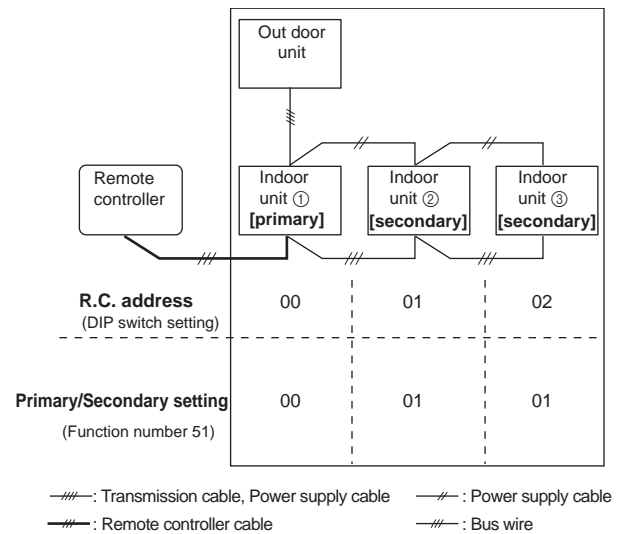 Out door
unit
Remote
controller
Indoor
unit ①
[primary]
Indoor
unit ②
[secondary]
Indoor
unit ③
[secondary]
R.C. address
(DIP switch setting)
00
01
02
Primary/Secondary setting
(Function number 51)
00
01
01
: Transmission cable, Power supply cable
: Power supply cable
: Remote controller cable
: Bus wire